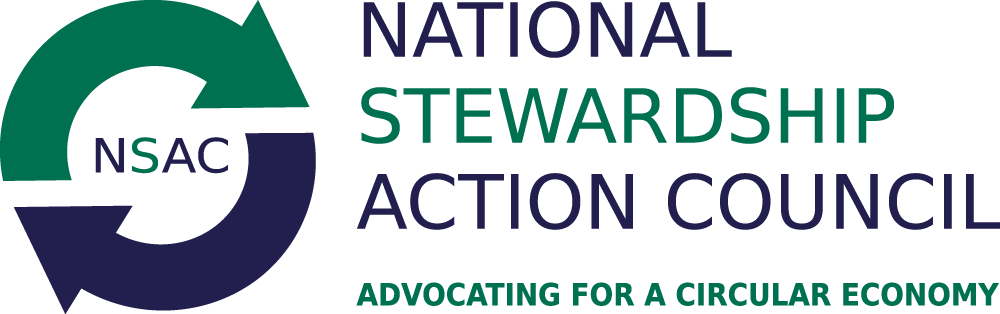 NSAC
NATIONAL
STEWARDSHIP
ACTION COUNCIL
ADVOCATING FOR A CIRCULAR ECONOMY